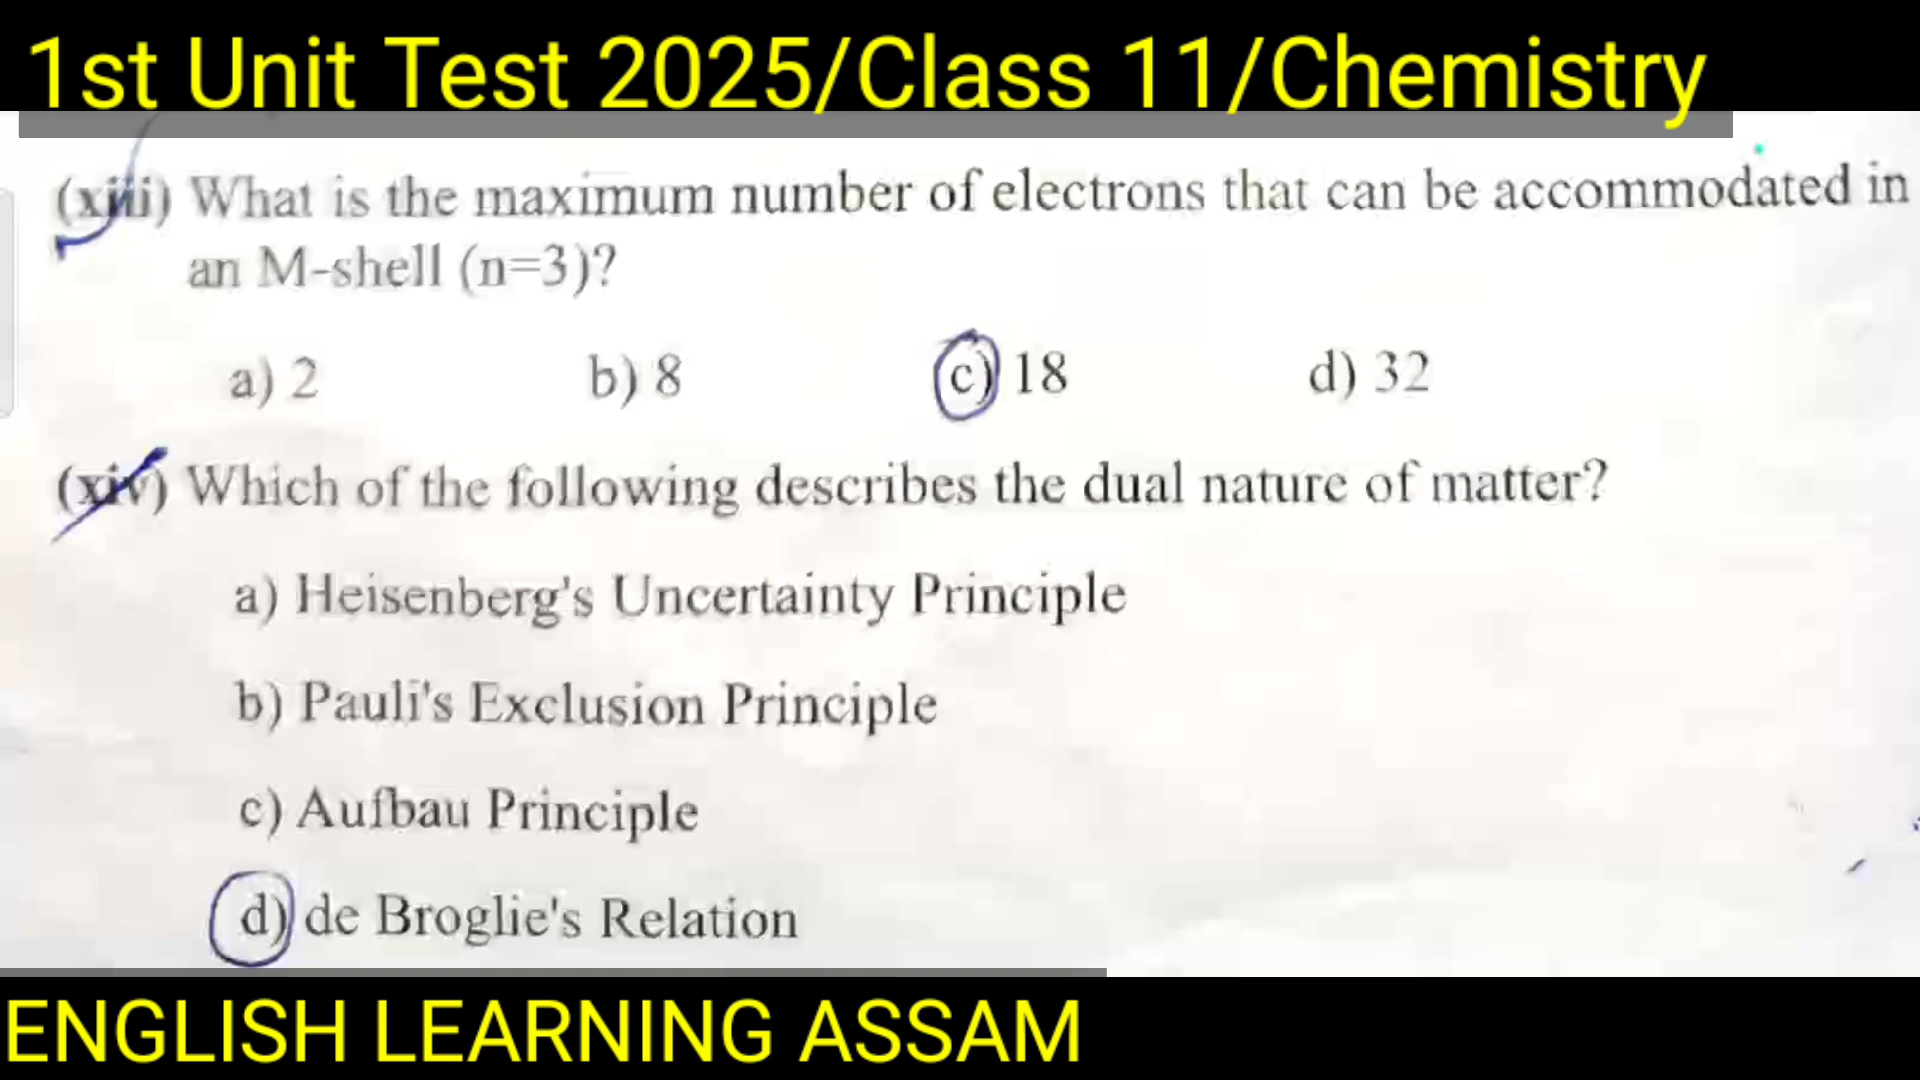 1st Unit Test 2025/Class 11/Chemistry
(xiii) What is the maximum number of electrons that can be accommodated in
an M-shell (n=3)?
a) 2 b) 8 c) 18 d) 32
(xiv) Which of the following describes the dual nature of matter?
a) Heisenberg's Uncertainty Principle
b) Pauli's Exclusion Principle
c) Aufbau Principle
d) de Broglie's Relation
ENGLISH LEARNING ASSAM